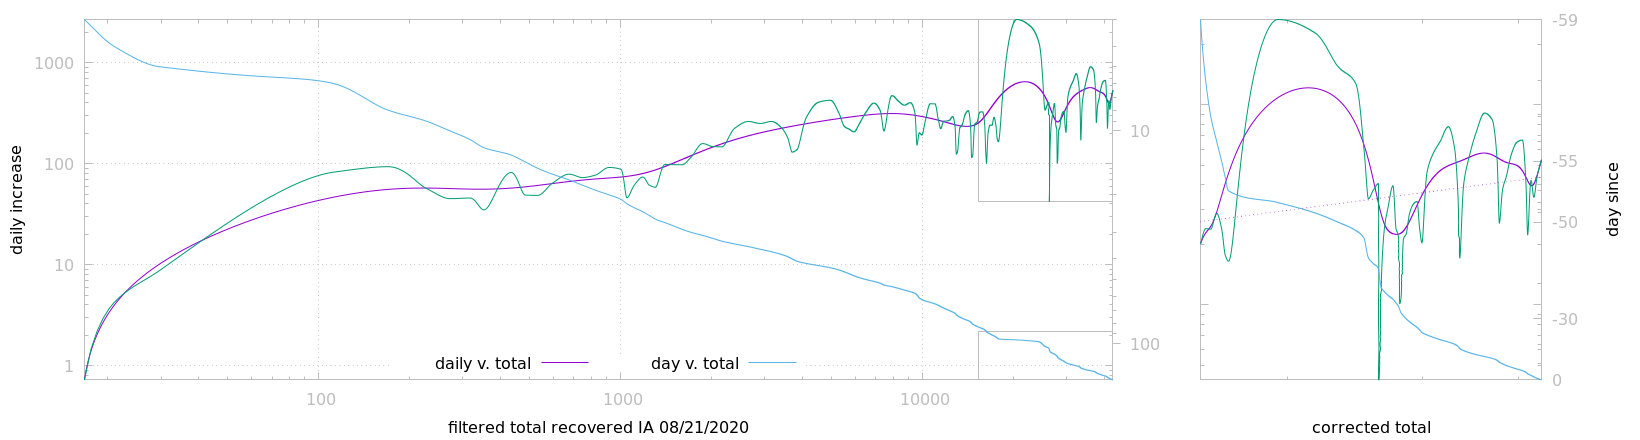 daily increase
1000
100
10
1
daily v. total
day v. total
100
1000
10000
filtered total recovered IA 08/21/2020
10
100
-59
-55
-50
-30
0
day since
corrected total